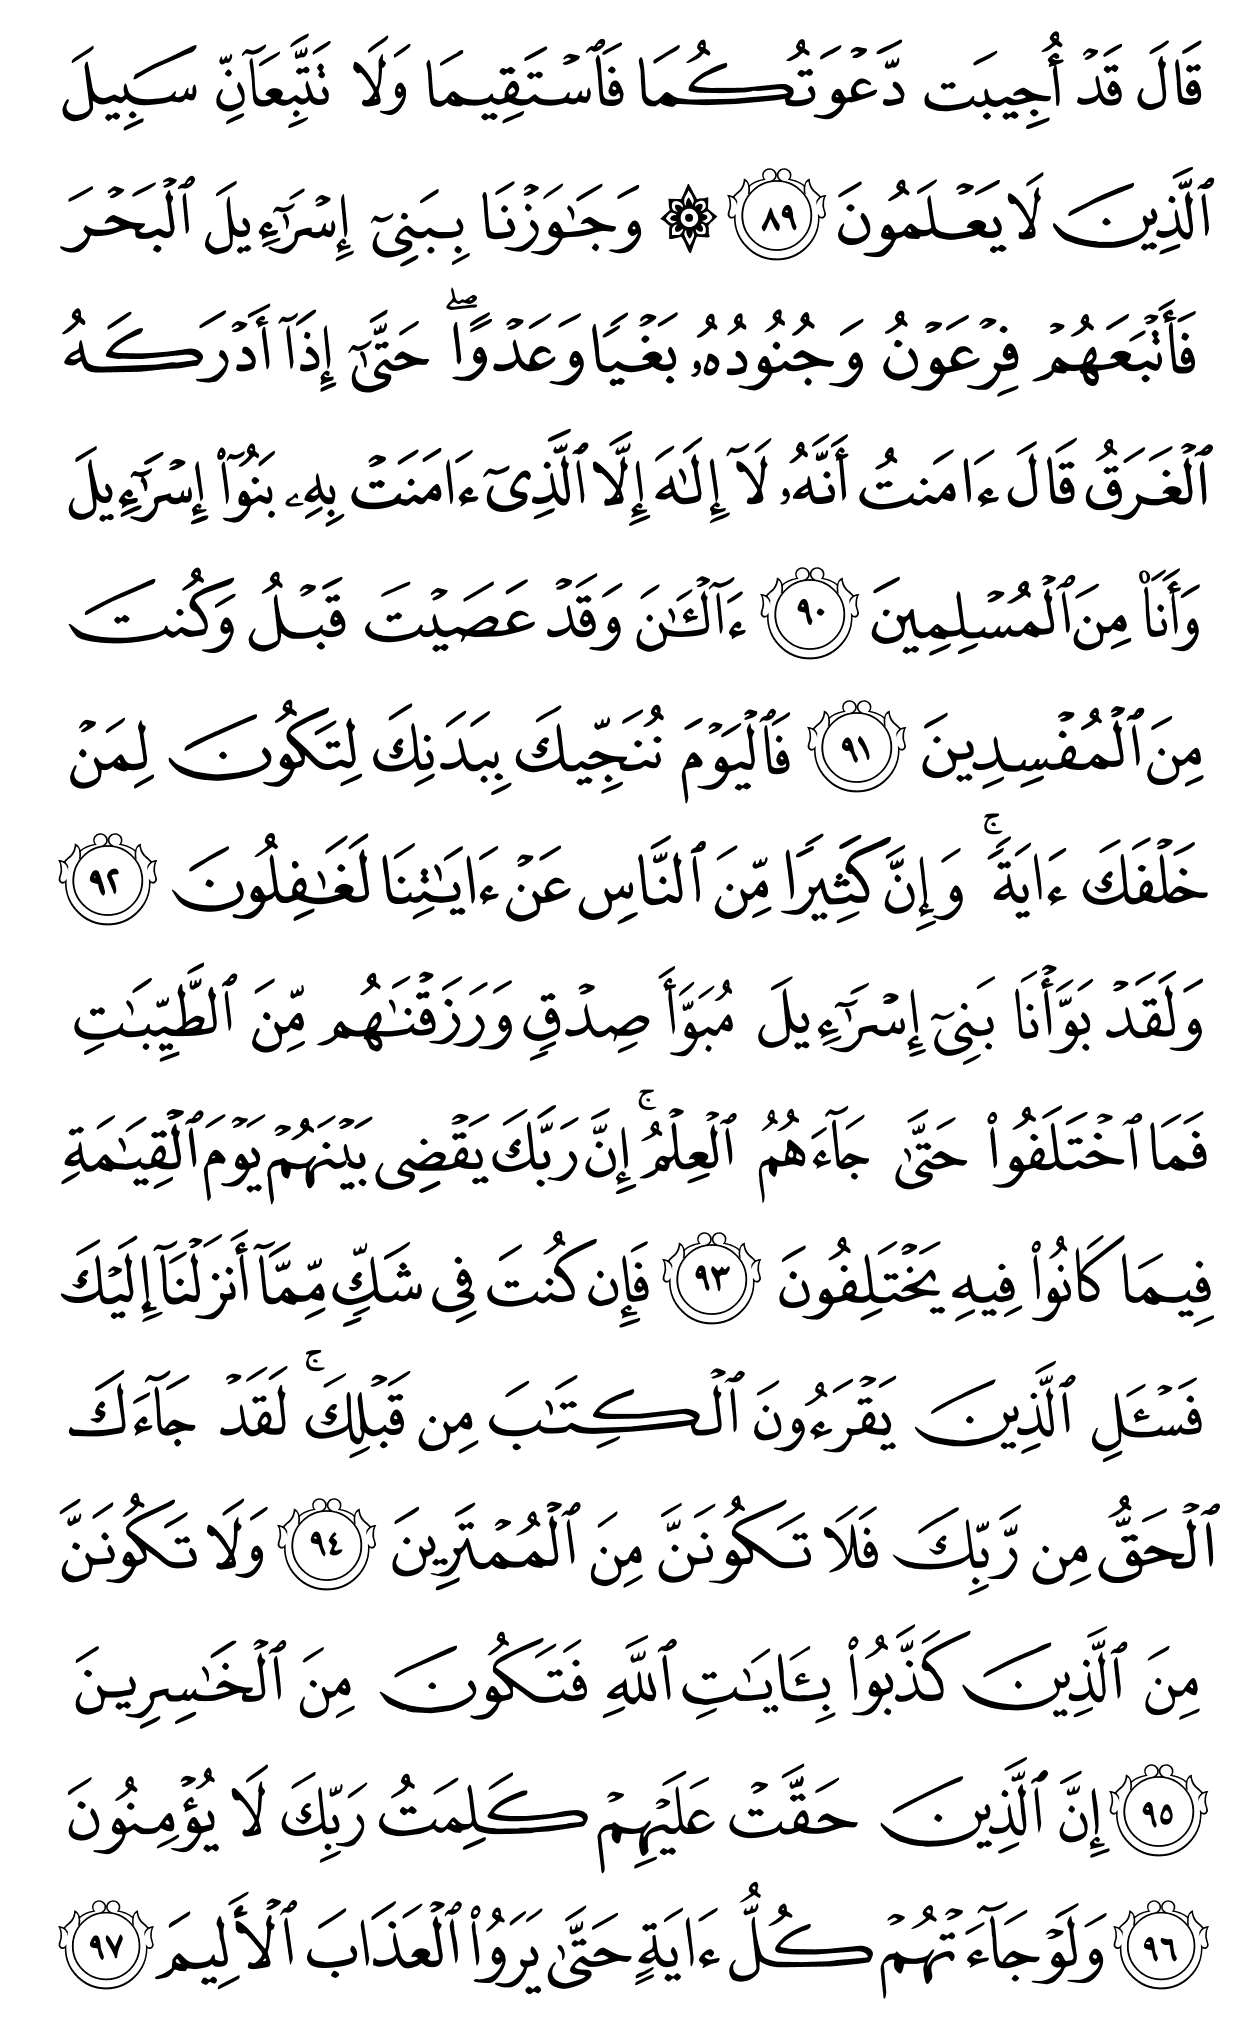 قَالَ قَدۡ أُجِيبَت دَّعۡوَتُكُمَا فَٱسۡتَقِيمَا وَلَا تَتَّبِعَآنِّ سَبِيلَ
ٱلَّذِينَ لَا يَعۡلَمُونَ ٨٩ ۞ وَجَٰوَزۡنَا بِبَنِيٓ إِسۡرَٰٓءِيلَ ٱلۡبَحۡرَ
فَأَتۡبَعَهُمۡ فِرۡعَوۡنُ وَجُنُودُهُۥ بَغۡيٗا وَعَدۡوًاۖ حَتَّىٰٓ إِذَآ أَدۡرَكَهُ
ٱلۡغَرَقُ قَالَ ءَامَنتُ أَنَّهُۥ لَآ إِلَٰهَ إِلَّا ٱلَّذِيٓ ءَامَنَتۡ بِهِۦ بَنُوٓاْ إِسۡرَٰٓءِيلَ
وَأَنَا۠ مِنَ ٱلۡمُسۡلِمِينَ ٩٠ ءَآلۡـَٰٔنَ وَقَدۡ عَصَيۡتَ قَبۡلُ وَكُنتَ
مِنَ ٱلۡمُفۡسِدِينَ ٩١ فَٱلۡيَوۡمَ نُنَجِّيكَ بِبَدَنِكَ لِتَكُونَ لِمَنۡ
خَلۡفَكَ ءَايَةٗۚ وَإِنَّ كَثِيرٗا مِّنَ ٱلنَّاسِ عَنۡ ءَايَٰتِنَا لَغَٰفِلُونَ ٩٢
وَلَقَدۡ بَوَّأۡنَا بَنِيٓ إِسۡرَٰٓءِيلَ مُبَوَّأَ صِدۡقٖ وَرَزَقۡنَٰهُم مِّنَ ٱلطَّيِّبَٰتِ
فَمَا ٱخۡتَلَفُواْ حَتَّىٰ جَآءَهُمُ ٱلۡعِلۡمُۚ إِنَّ رَبَّكَ يَقۡضِي بَيۡنَهُمۡ يَوۡمَ ٱلۡقِيَٰمَةِ
فِيمَا كَانُواْ فِيهِ يَخۡتَلِفُونَ ٩٣ فَإِن كُنتَ فِي شَكّٖ مِّمَّآ أَنزَلۡنَآ إِلَيۡكَ
فَسۡـَٔلِ ٱلَّذِينَ يَقۡرَءُونَ ٱلۡكِتَٰبَ مِن قَبۡلِكَۚ لَقَدۡ جَآءَكَ
ٱلۡحَقُّ مِن رَّبِّكَ فَلَا تَكُونَنَّ مِنَ ٱلۡمُمۡتَرِينَ ٩٤ وَلَا تَكُونَنَّ
مِنَ ٱلَّذِينَ كَذَّبُواْ بِـَٔايَٰتِ ٱللَّهِ فَتَكُونَ مِنَ ٱلۡخَٰسِرِينَ
٩٥ إِنَّ ٱلَّذِينَ حَقَّتۡ عَلَيۡهِمۡ كَلِمَتُ رَبِّكَ لَا يُؤۡمِنُونَ
٩٦ وَلَوۡ جَآءَتۡهُمۡ كُلُّ ءَايَةٍ حَتَّىٰ يَرَوُاْ ٱلۡعَذَابَ ٱلۡأَلِيمَ ٩٧